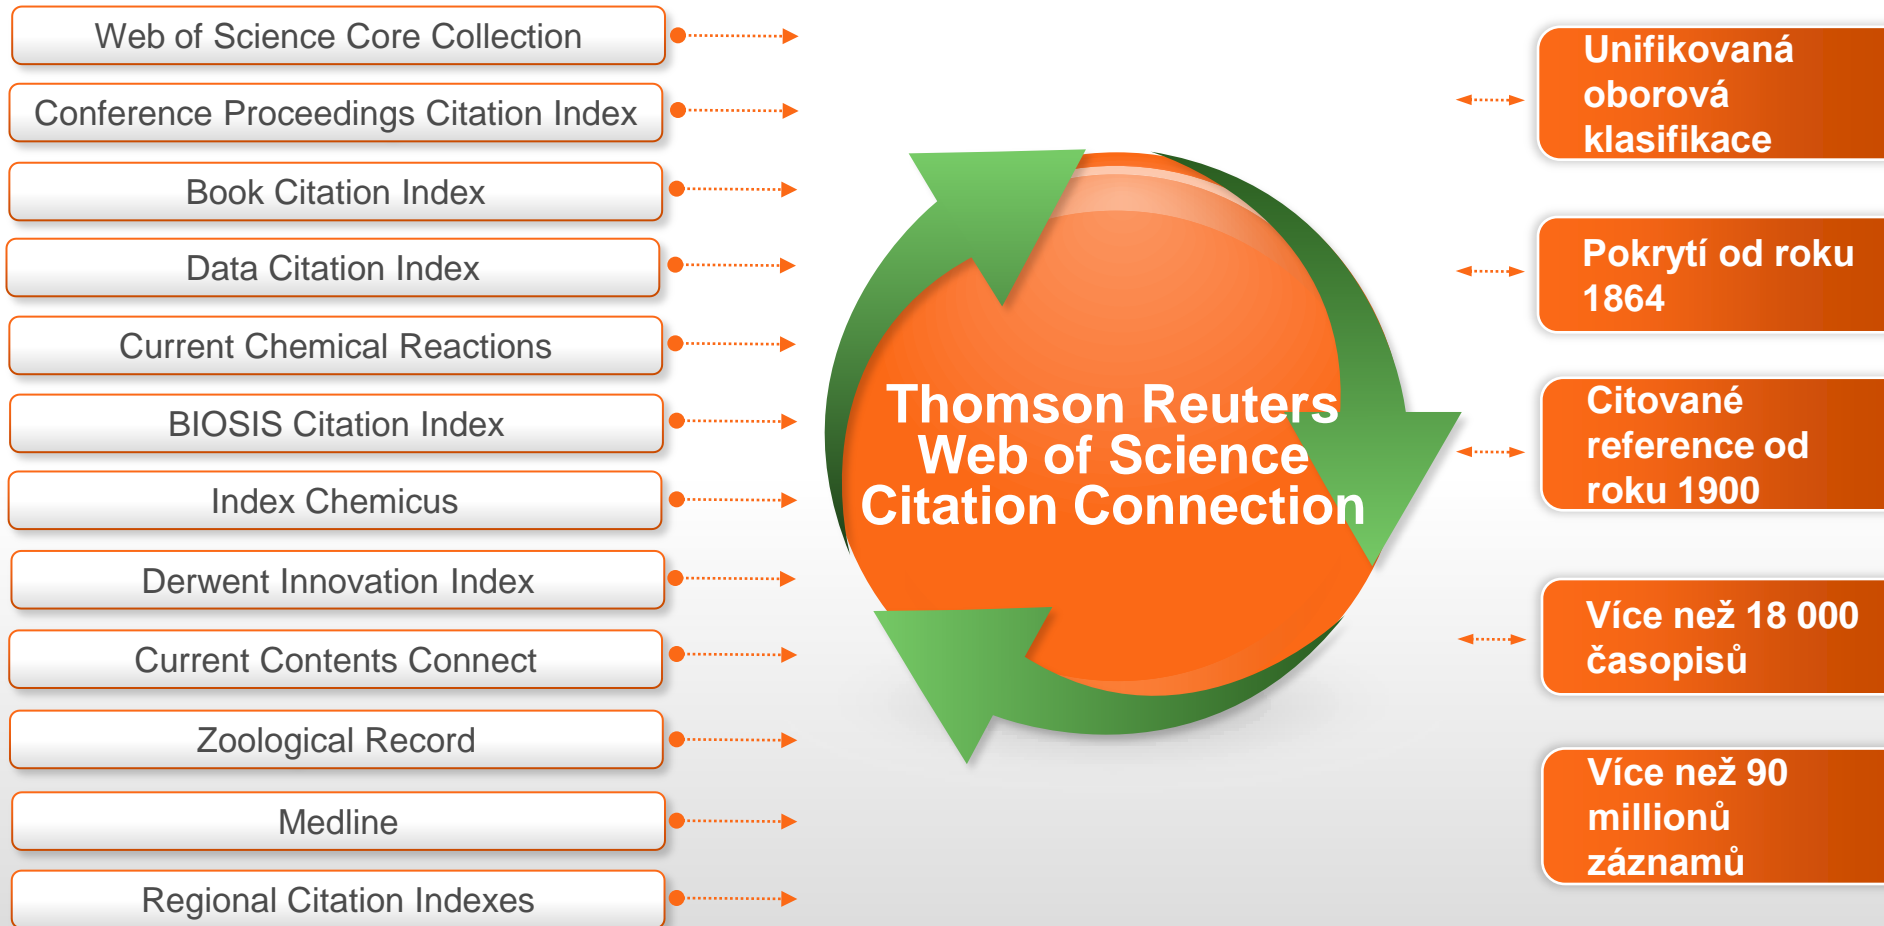 Web of Science Core Collection
Conference Proceedings Citation Index
Book Citation Index
Data Citation Index
Current Chemical Reactions
BIOSIS Citation Index
Index Chemicus
Derwent Innovation Index
Current Contents Connect
Zoological Record
Medline
Regional Citation Indexes
Thomson Reuters
Web of Science
Citation Connection
Unifikovaná
oborová
klasifikace
Pokrytí od roku
1864
Citované
reference od
roku 1900
Více než 18 000
časopisů
Více než 90
millionů
záznamů